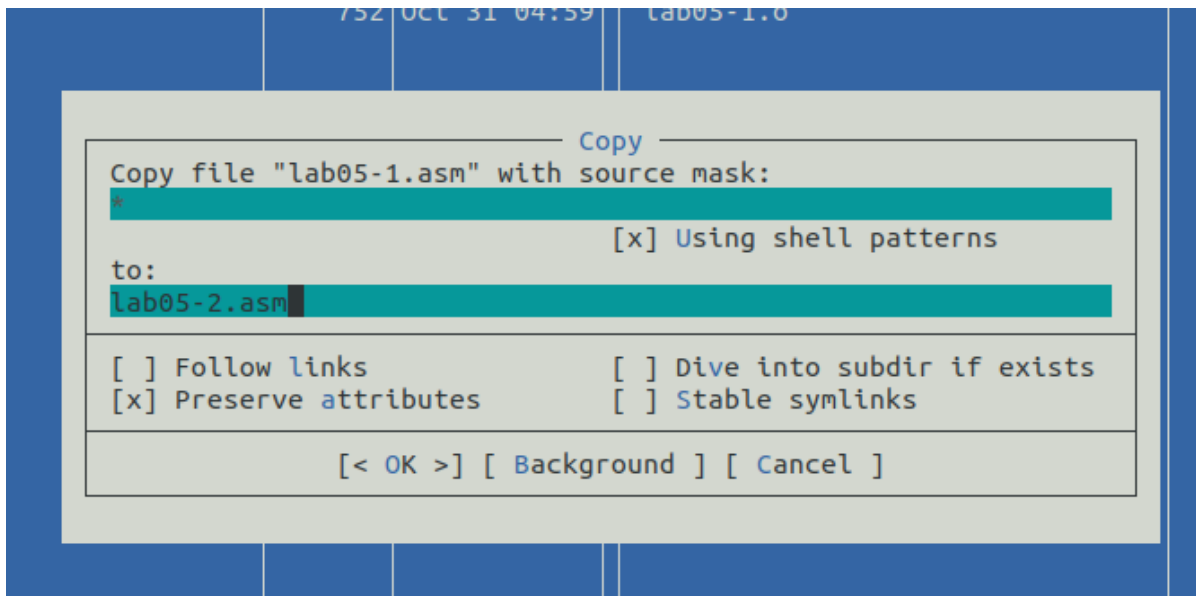 752 Oct 31 04:59 lab05-1.o
Copy
Copy file "lab05-1.asm" with source mask:
*
[x] Using shell patterns
to:
lab05-2.asm
[ ] Follow links [ ] Dive into subdir if exists
[x] Preserve attributes [ ] Stable symlinks
[< OK >] [ Background ] [ Cancel ]